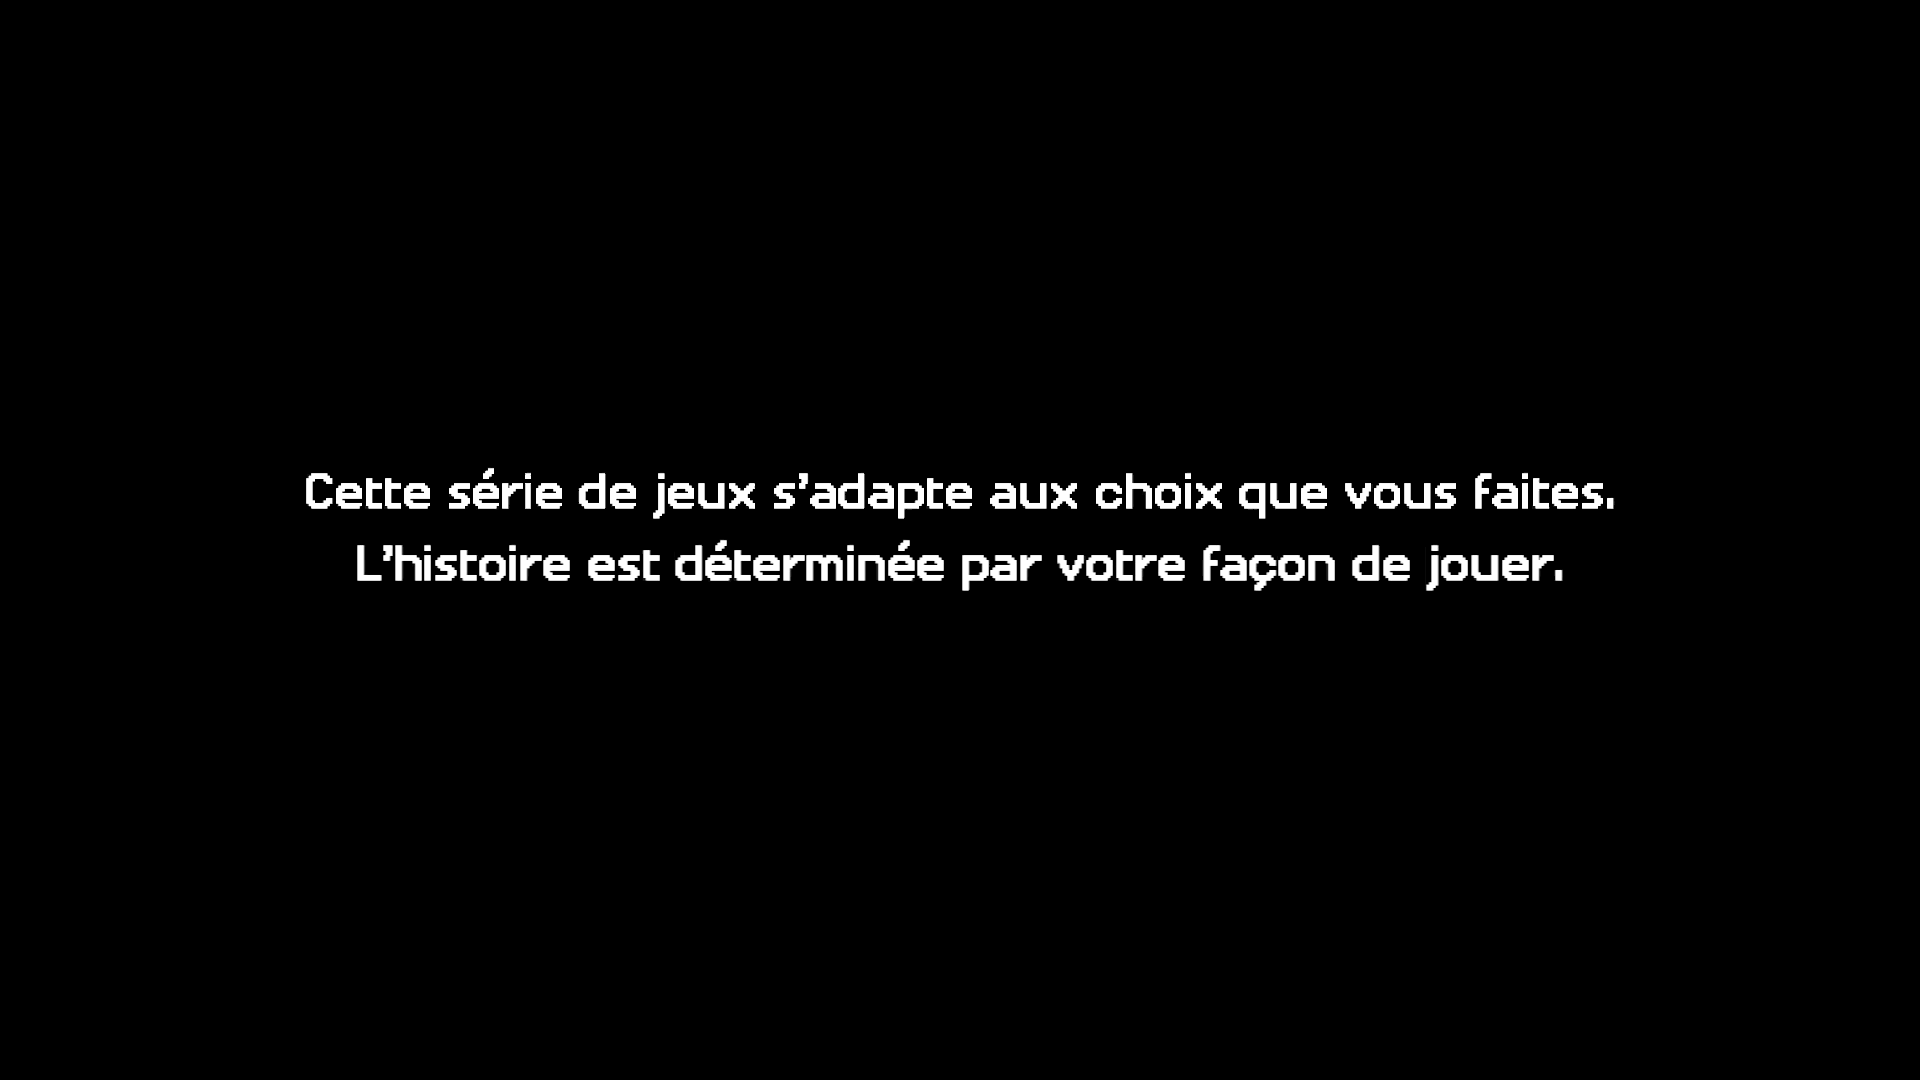 Cette série de jeux s'adapte aux choix que vous faites.
L'histoire est déterminée par votre façon de jouer.